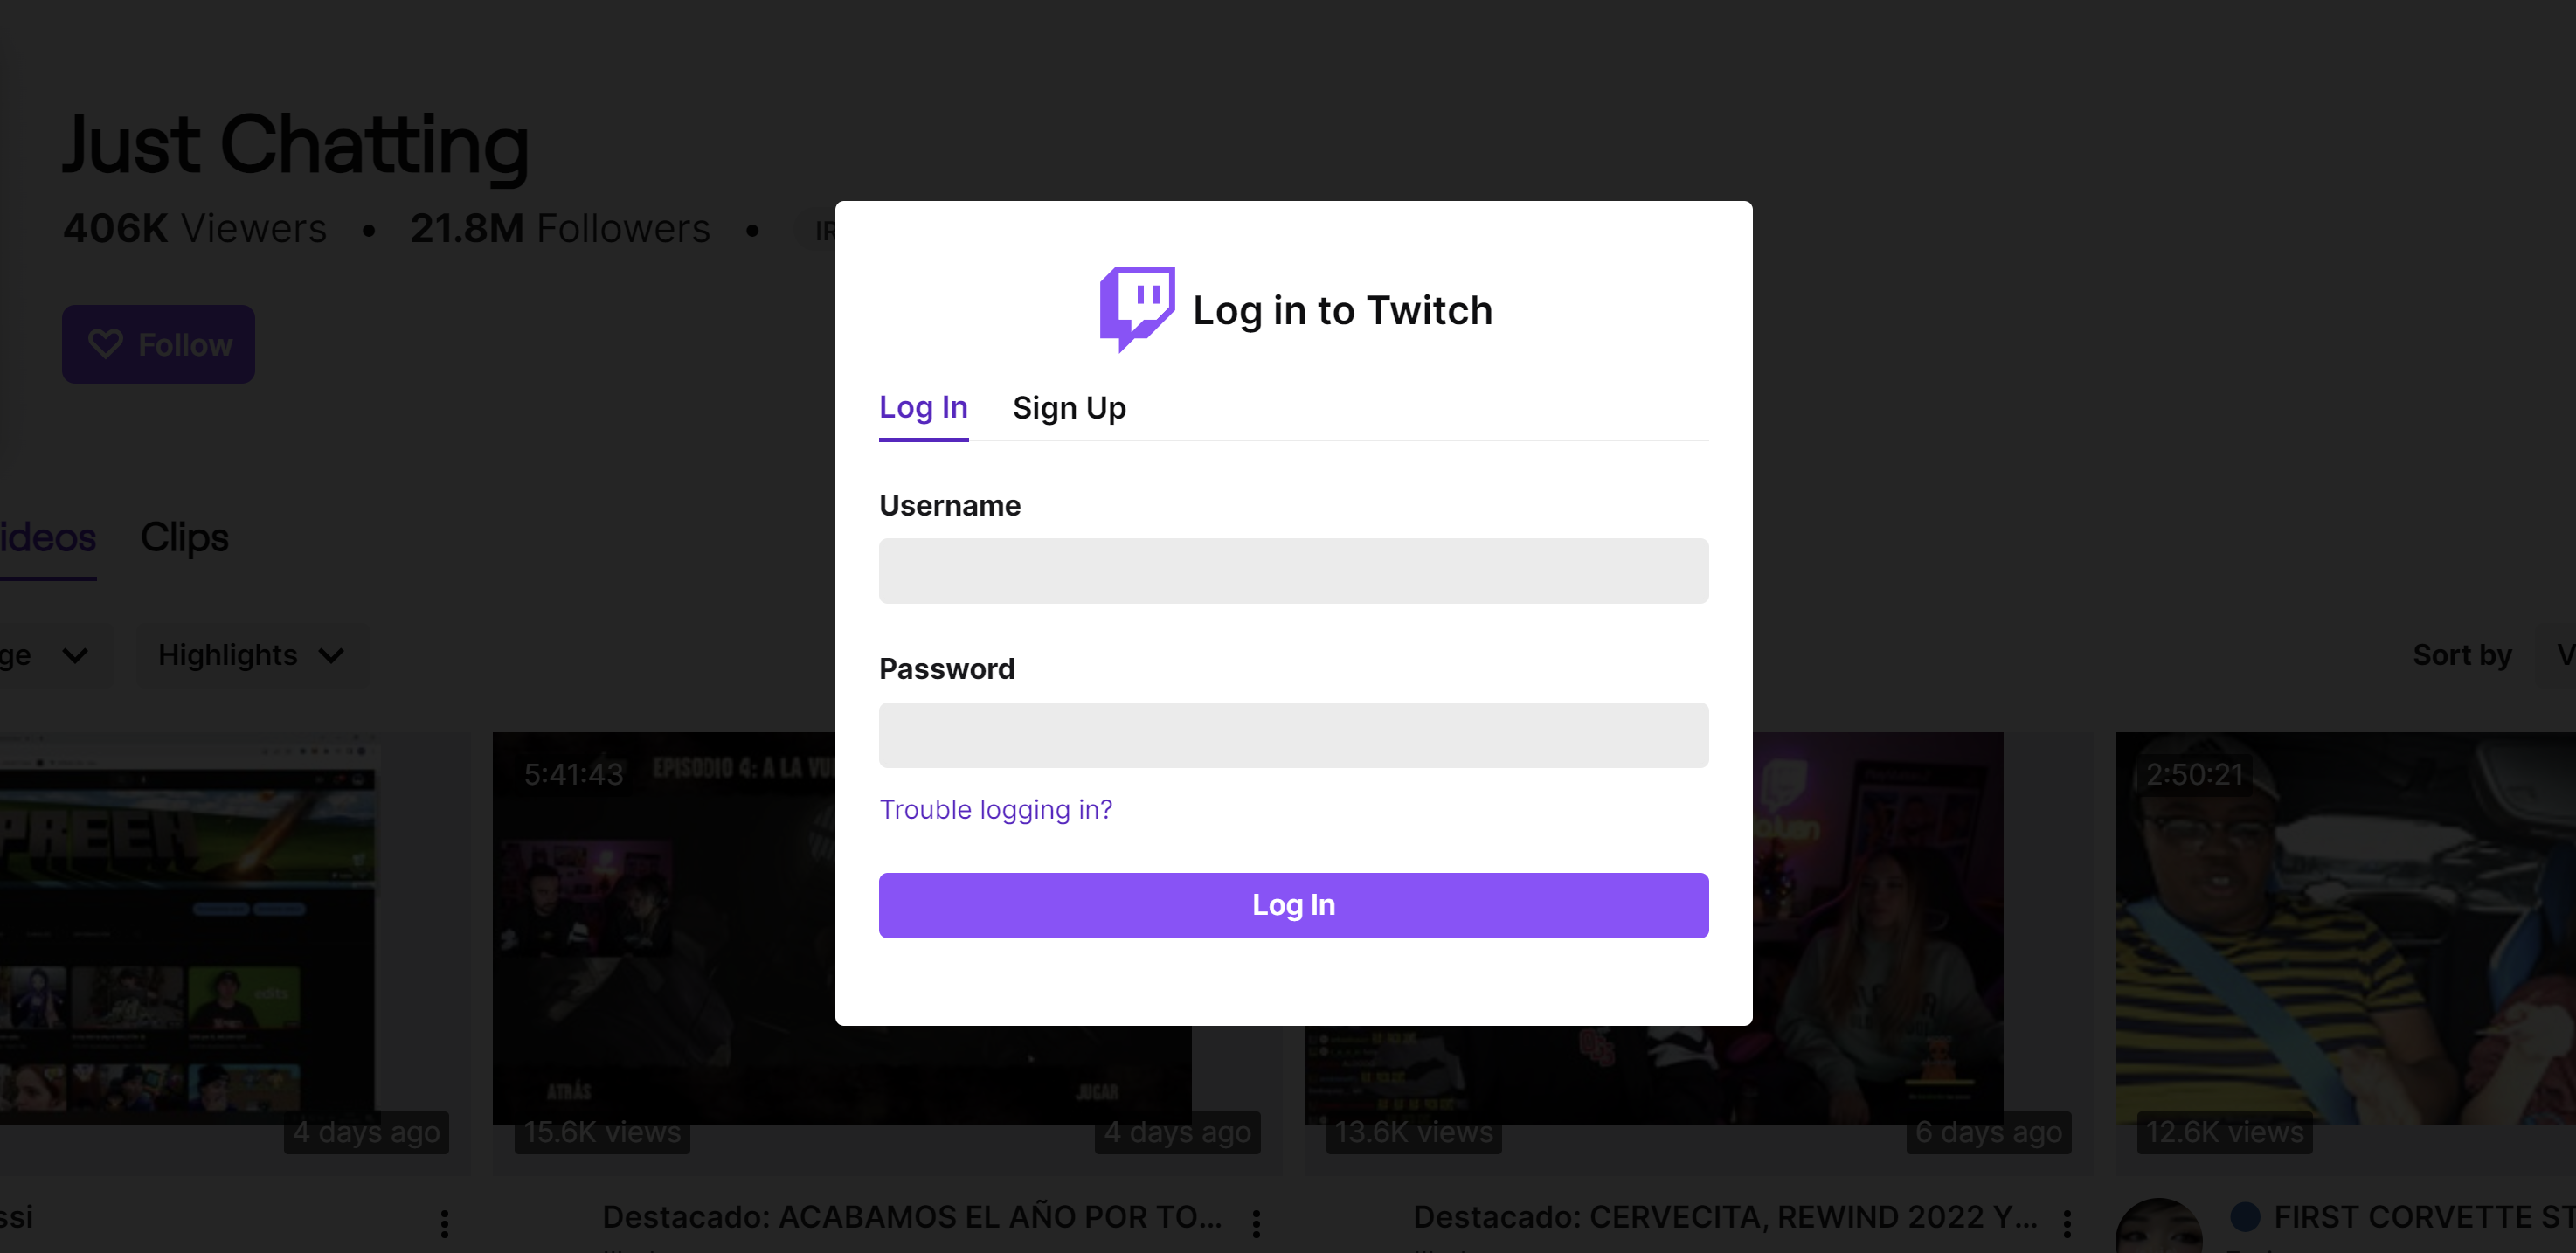 Just Chatting
406K Viewers • 21.8M Followers •
Follow
Log in to Twitch
Log In Sign Up
Username
Password
Trouble logging in?
Log In
ideos Clips
ge Highlights Sort by V
5:41:43 EPISODIO 4: A LA VU
2:50:21
edits
ATRÁS JUGAR
4 days ago 15.6K views 4 days ago 13.6K views 6 days ago 12.6K views
ssi Destacado: ACABAMOS EL AÑO POR TO... Destacado: CERVECITA, REWIND 2022 Y... FIRST CORVETTE ST